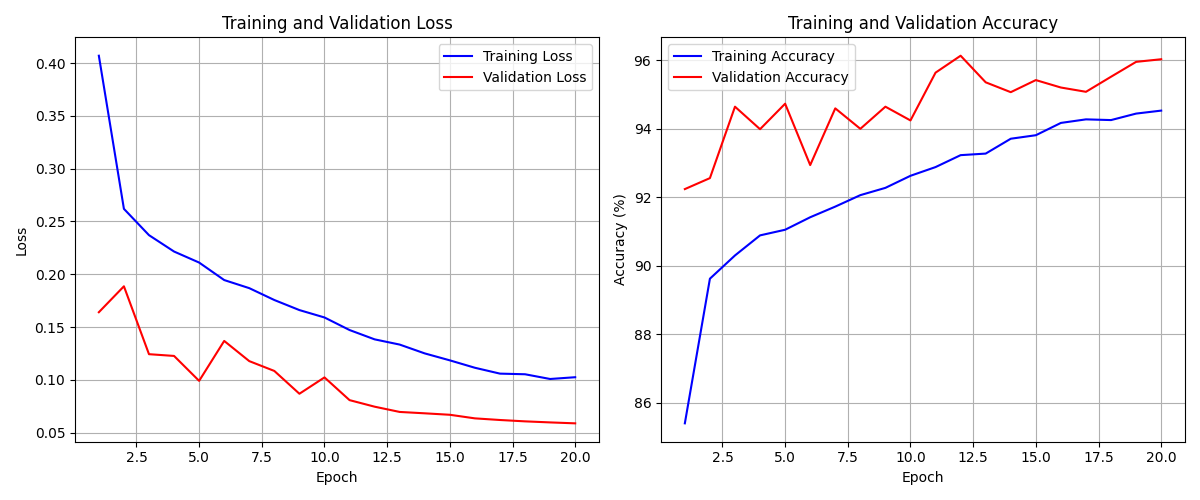 Training and Validation Loss
Training Loss
Validation Loss
0.40
0.35
0.30
0.25
0.20
0.15
0.10
0.05
Loss
2.5 5.0 7.5 10.0 12.5 15.0 17.5 20.0
Epoch
Training and Validation Accuracy
Training Accuracy
Validation Accuracy
96
94
92
90
88
86
Accuracy (%)
2.5 5.0 7.5 10.0 12.5 15.0 17.5 20.0
Epoch